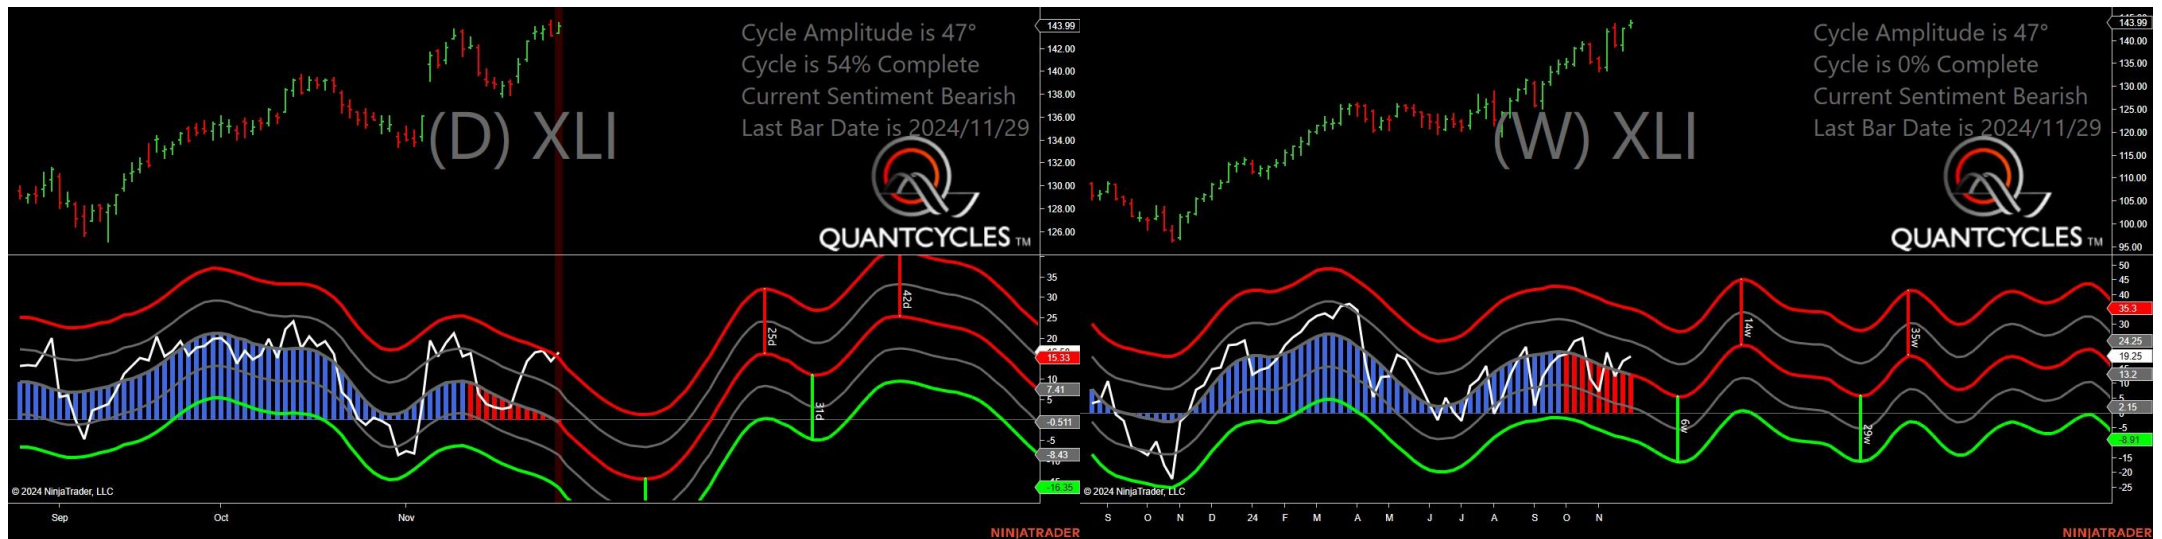 Cycle Amplitude is 47°
Cycle is 54% Complete
Current Sentiment Bearish
Last Bar Date is 2024/11/29
(D) XLI
QUANTCYCLES TM
143.99
142.00
140.00
138.00
136.00
134.00
132.00
130.00
128.00
126.00
35
30
25
20
15.33
10
7.41
5
-0.511
-5
-8.43
-16.35
25d
31d
42d
© 2024 NinjaTrader, LLC
Sep Oct Nov
NINJATRADER
Cycle Amplitude is 47°
Cycle is 0% Complete
Current Sentiment Bearish
Last Bar Date is 2024/11/29
(W) XLI
QUANTCYCLES TM
143.99
140.00
135.00
130.00
125.00
120.00
115.00
110.00
105.00
100.00
95.00
50
45
40
35.3
30
24.25
19.25
13.2
10
2.15
-5
-8.91
-15
-20
-25
6w
14w
29w
35w
© 2024 NinjaTrader, LLC
S O N D 24 F M A M J J A S O N
NINJATRADER